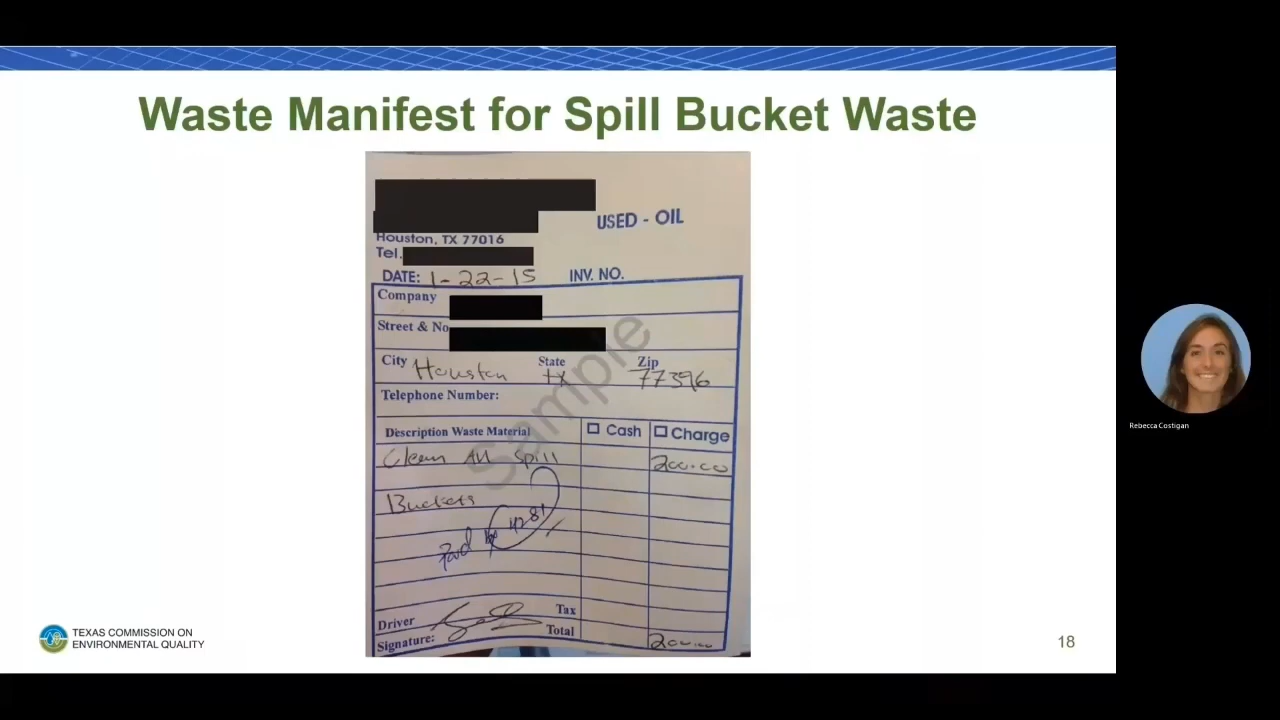 Waste Manifest for Spill Bucket Waste
USED - OIL
Houston, TX 77016
Tel.
DATE: 1-22-15 INV. NO.
Company
Street & No
City Houston State TX Zip 77396
Telephone Number:
Description Waste Material Cash Charge
Clean All Spill 200.00
Buckets
Paid 4281
Sample
Driver Tax
Signature: Total 200.00
TEXAS COMMISSION ON
ENVIRONMENTAL QUALITY
18
Rebecca Costigan